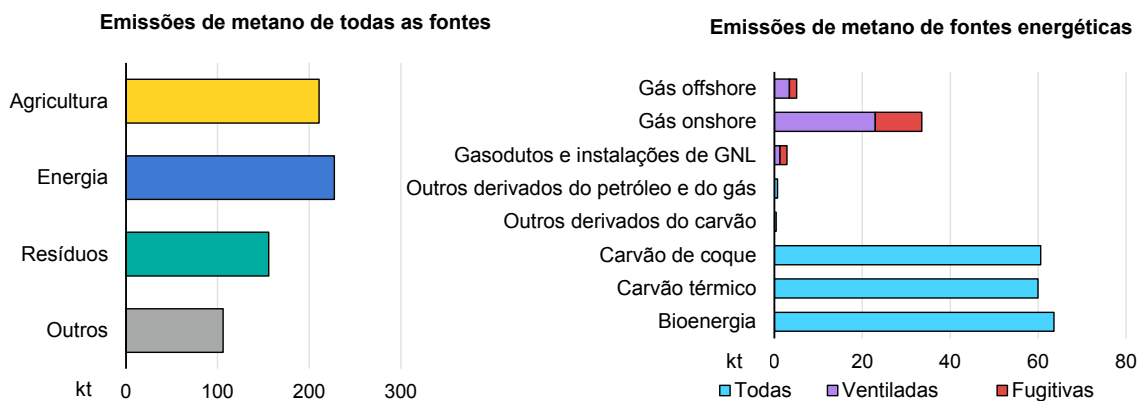 Emissões de metano de todas as fontes
Agricultura
Energia
Resíduos
Outros
kt
0
100
200
300
Emissões de metano de fontes energéticas
Gás offshore
Gás onshore
Gasodutos e instalações de GNL
Outros derivados do petróleo e do gás
Outros derivados do carvão
Carvão de coque
Carvão térmico
Bioenergia
kt
0
20
40
60
80
Todas
Ventiladas
Fugitivas